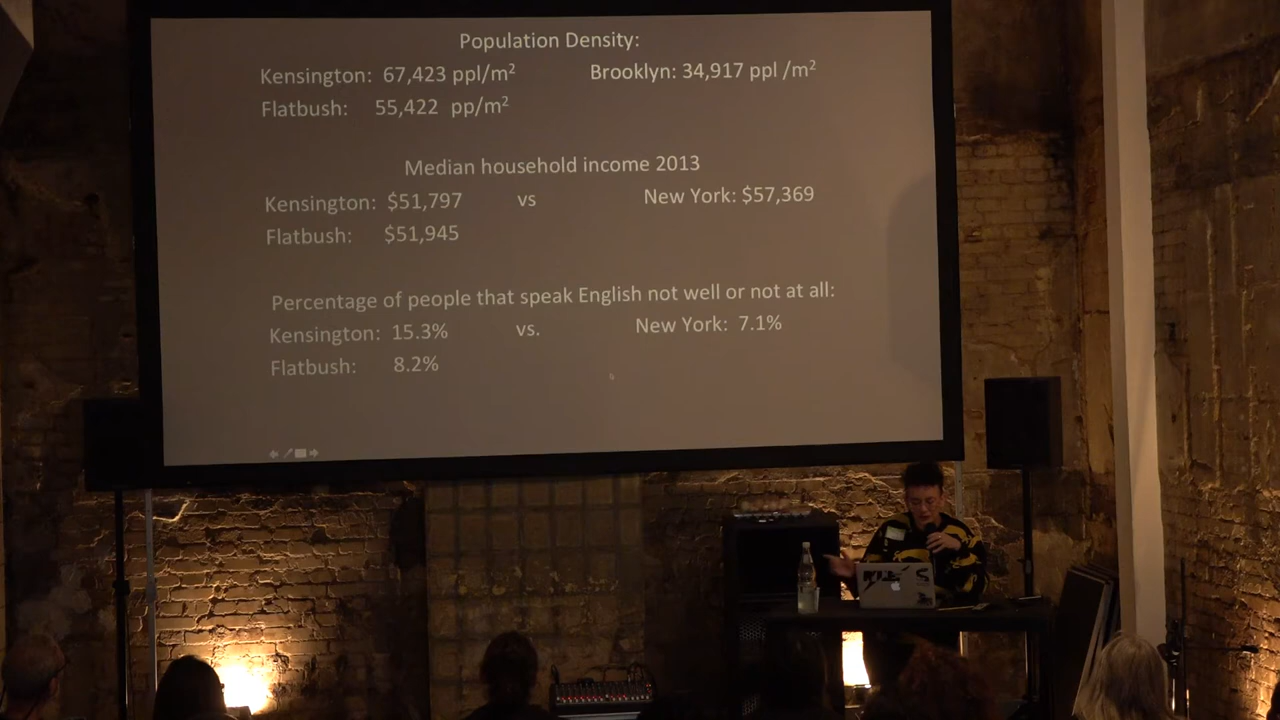 Population Density:
Kensington: 67,423 ppl/m² Brooklyn: 34,917 ppl /m²
Flatbush: 55,422 pp/m²
Median household income 2013
Kensington: $51,797 vs New York: $57,369
Flatbush: $51,945
Percentage of people that speak English not well or not at all:
Kensington: 15.3% vs. New York: 7.1%
Flatbush: 8.2%